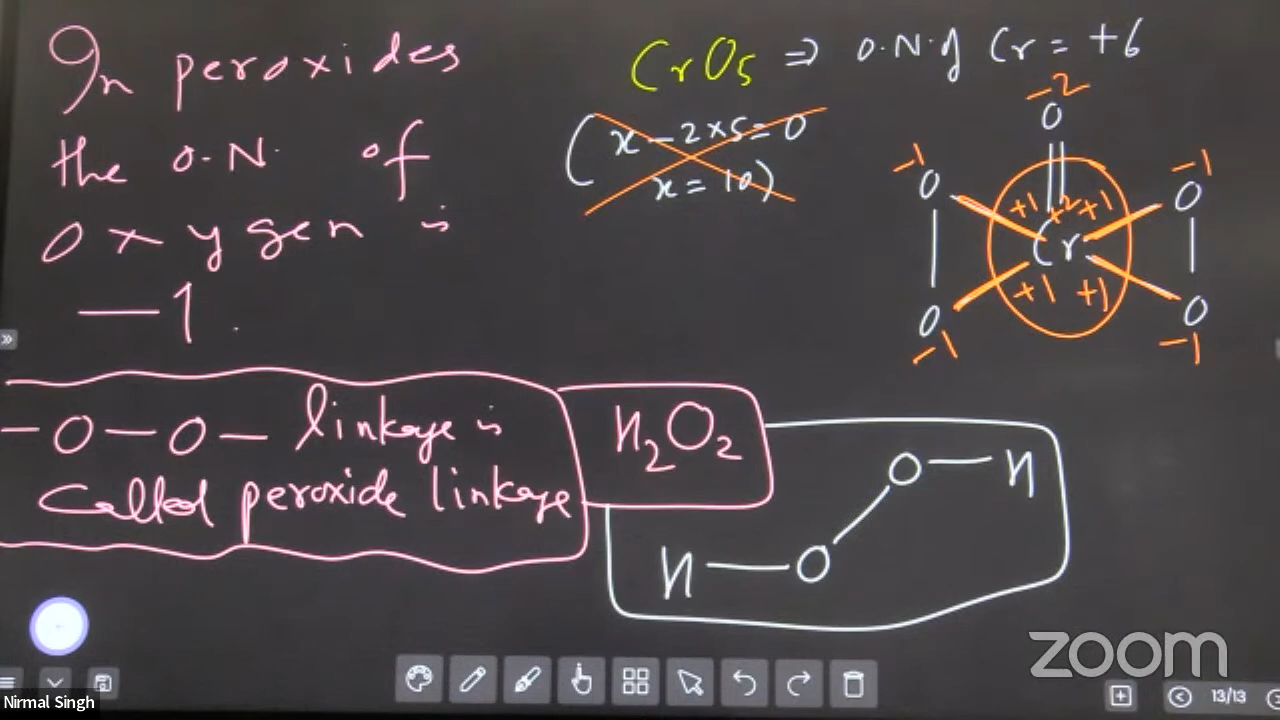 In peroxides
the O.N. of
Oxygen is
—1.
CrO5 ⇒ O.N. of Cr = +6
(x - 2×5 = 0
x = 10)
-2
O
-1 -1
O O
+1 +2 +1
Cr
+1 +1
O O
-1 -1
—O—O— linkage is
Called peroxide linkage
H2O2
O—H
H—O
zoom
13/13
Nirmal Singh